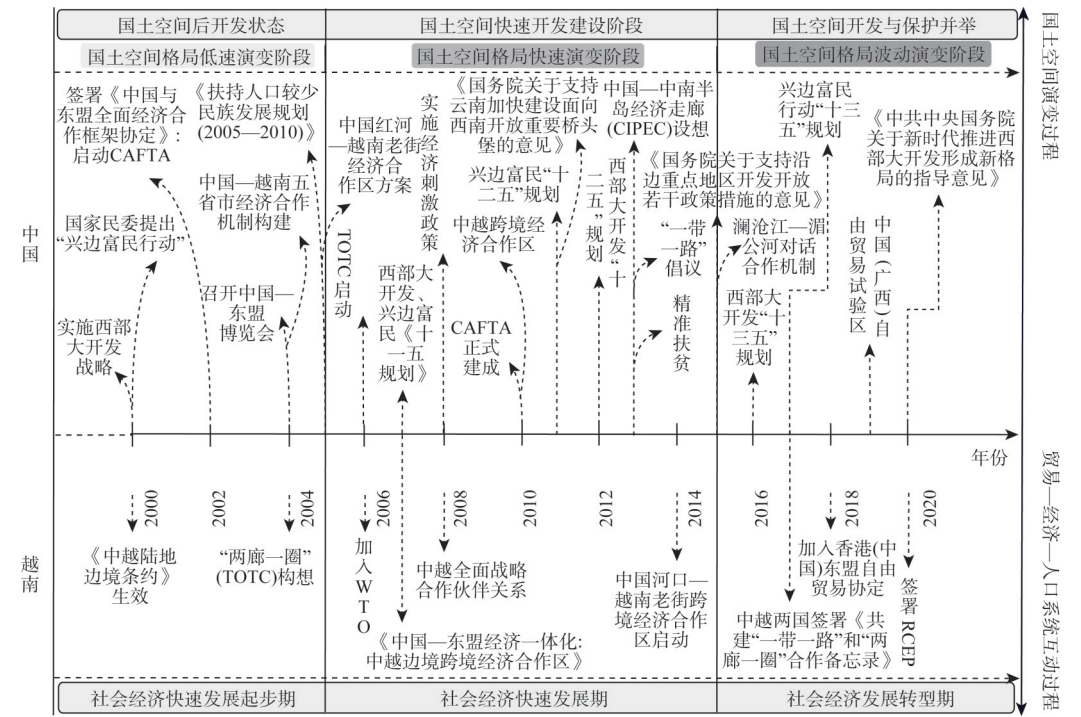 国土空间后开发状态
国土空间快速开发建设阶段
国土空间开发与保护并举
国土空间格局低速演变阶段
国土空间格局快速演变阶段
国土空间格局波动演变阶段
国土空间演变过程
中国
签署《中国与
东盟全面经济合
作框架协定》:
启动CAFTA
《扶持人口较少
民族发展规划
(2005—2010)》
中国—越南五
省市经济合作
机制构建
国家民委提出
“兴边富民行动”
召开中国—
东盟
博览会
实施西部
大开发
战略
中国红河
—越南老街
经济合
作区方案
TOTC启动
实施经济刺激政策
西部大
开发、
兴边富
民《十
一五
规划》
《国务院关于支持
云南加快建设面向
西南开放重要桥头
堡的意见》
兴边富民“十
二五”规划
中越跨境经
济合作区
CAFTA
正式
建成
中国—中南半
岛经济走廊
(CIPEC)设想
西部大开发“十
二五”规划
《国务院关于支持沿
边重点地区开发开放
若干政策措施的意见》
“一带
一路”
倡议
精准扶贫
兴边富民
行动“十三
五”规划
澜沧江—湄
公河对话
合作机制
西部大
开发“十
三五”
规划
中国(广西)自
由贸易试验区
《中共中央国务院
关于新时代推进西
部大开发形成新格
局的指导意见》
年份
2000
2002
2004
2006
2008
2010
2012
2014
2016
2018
2020
越南
《中越陆地
边境条约》
生效
“两廊一圈”
(TOTC)构想
加入WTO
中越全面战略
合作伙伴关系
《中国—东盟经济一体化:
中越边境跨境经济合作区》
中国河口—
越南老街跨
境经济合作
区启动
加入香港(中
国)东盟自由
贸易协定
中越两国签署《共
建“一带一路”和“两
廊一圈”合作备忘录》
签署RCEP
贸易—经济—人口系统互动过程
社会经济快速发展起步期
社会经济快速发展期
社会经济发展转型期